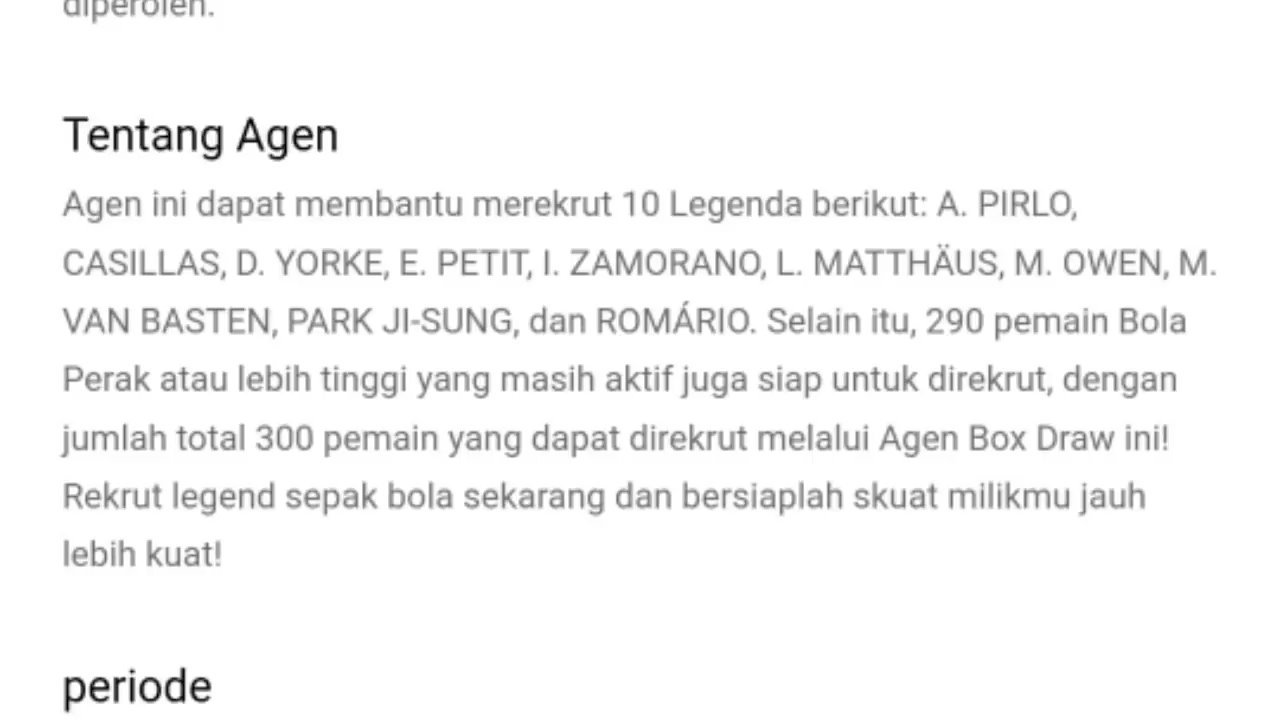 diperoleh.
Tentang Agen
Agen ini dapat membantu merekrut 10 Legenda berikut: A. PIRLO,
CASILLAS, D. YORKE, E. PETIT, I. ZAMORANO, L. MATTHÄUS, M. OWEN, M.
VAN BASTEN, PARK JI-SUNG, dan ROMÁRIO. Selain itu, 290 pemain Bola
Perak atau lebih tinggi yang masih aktif juga siap untuk direkrut, dengan
jumlah total 300 pemain yang dapat direkrut melalui Agen Box Draw ini!
Rekrut legend sepak bola sekarang dan bersiaplah skuat milikmu jauh
lebih kuat!
periode